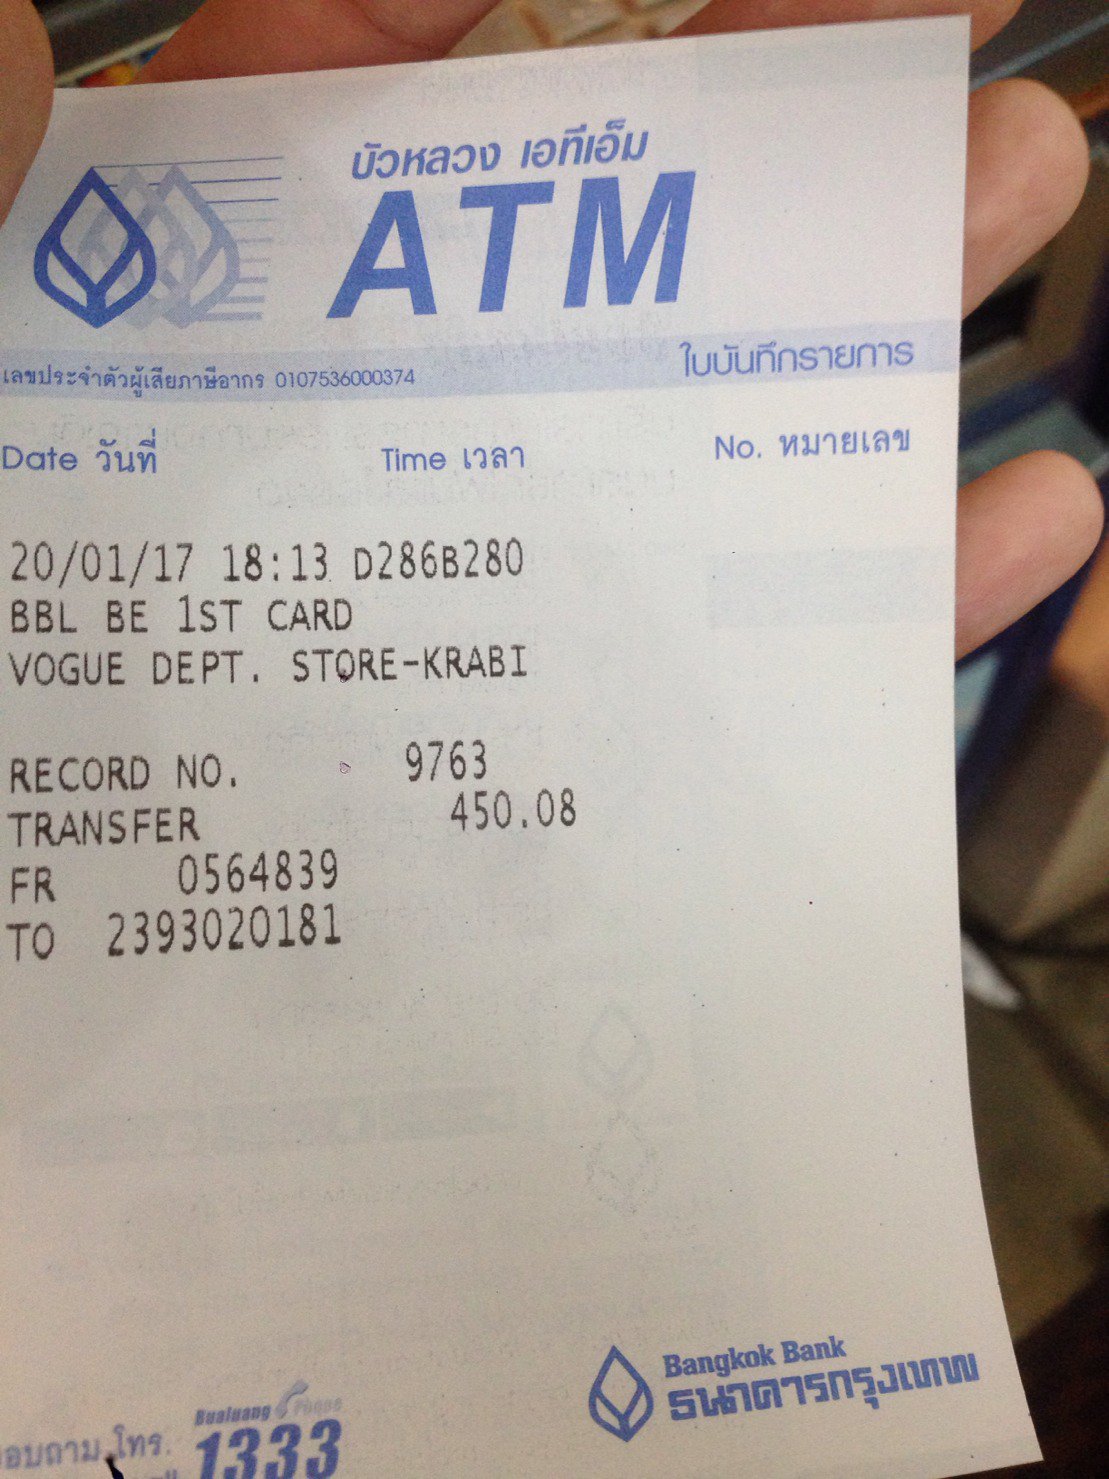 บัวหลวง เอทีเอ็ม
ATM
ใบบันทึกรายการ
เลขประจำตัวผู้เสียภาษีอากร 0107536000374
Date วันที่ Time เวลา No. หมายเลข
20/01/17 18:13 D286B280
BBL BE 1ST CARD
VOGUE DEPT. STORE-KRABI
RECORD NO. 9763
TRANSFER 450.08
FR 0564839
TO 2393020181
Bangkok Bank
ธนาคารกรุงเทพ
Bualuang Phone
โทร. 1333